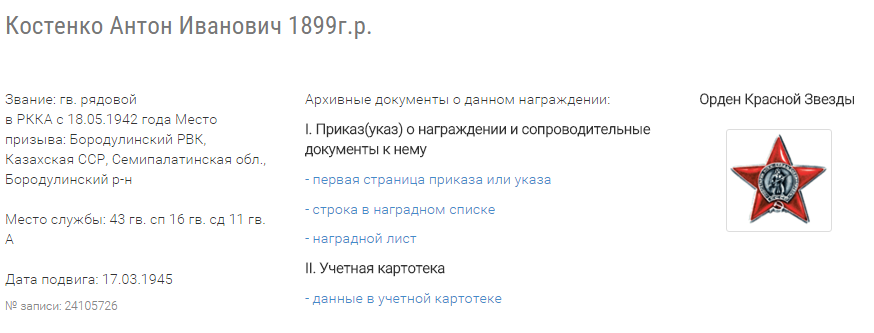 Костенко Антон Иванович 1899г.р.
Звание: гв. рядовой
в РККА с 18.05.1942 года Место
призыва: Бородулинский РВК,
Казахская ССР, Семипалатинская обл.,
Бородулинский р-н
Место службы: 43 гв. сп 16 гв. сд 11 гв.
А
Дата подвига: 17.03.1945
№ записи: 24105726
Архивные документы о данном награждении:
I. Приказ(указ) о награждении и сопроводительные
документы к нему
- первая страница приказа или указа
- строка в наградном списке
- наградной лист
II. Учетная картотека
- данные в учетной картотеке
Орден Красной Звезды